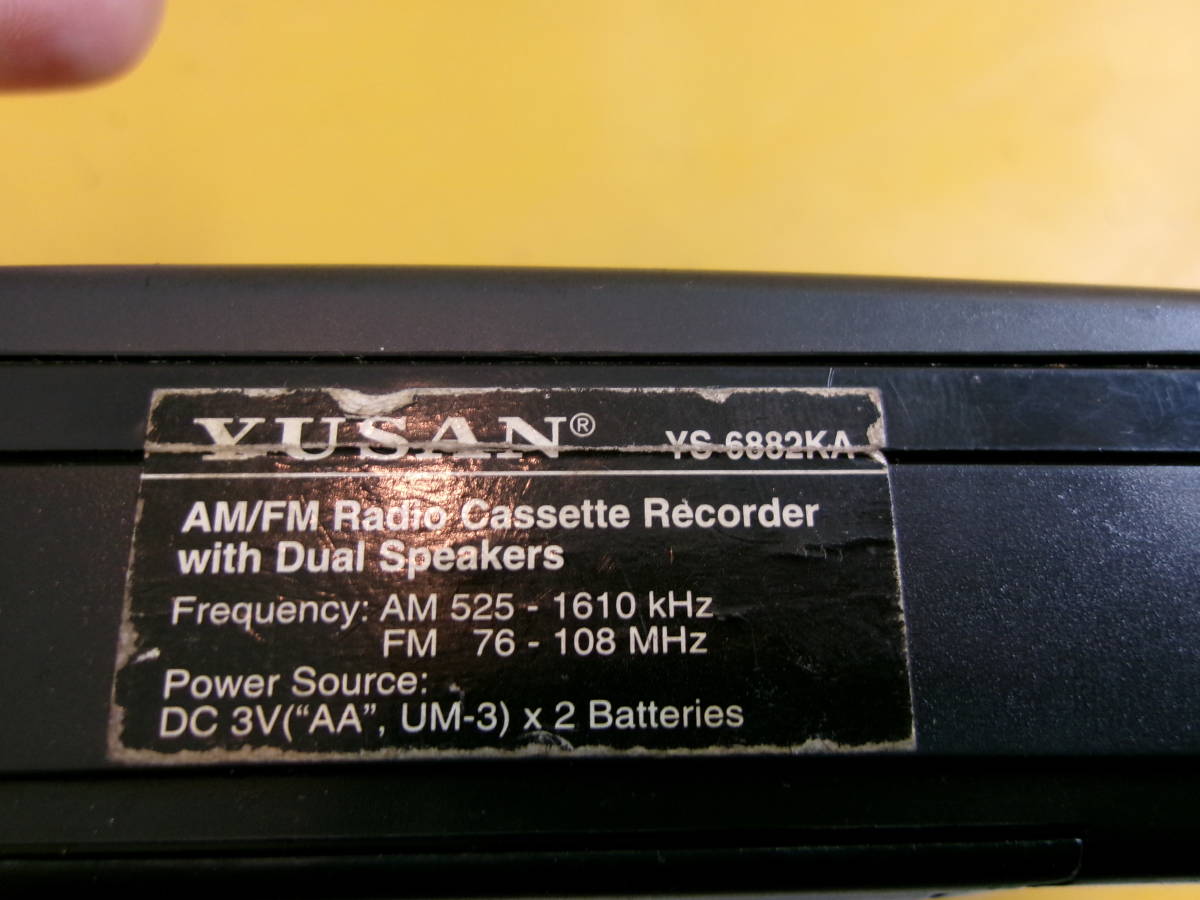 YUSAN® YS-6882KA
AM/FM Radio Cassette Recorder
with Dual Speakers
Frequency: AM 525 - 1610 kHz
FM 76 - 108 MHz
Power Source:
DC 3V("AA", UM-3) x 2 Batteries